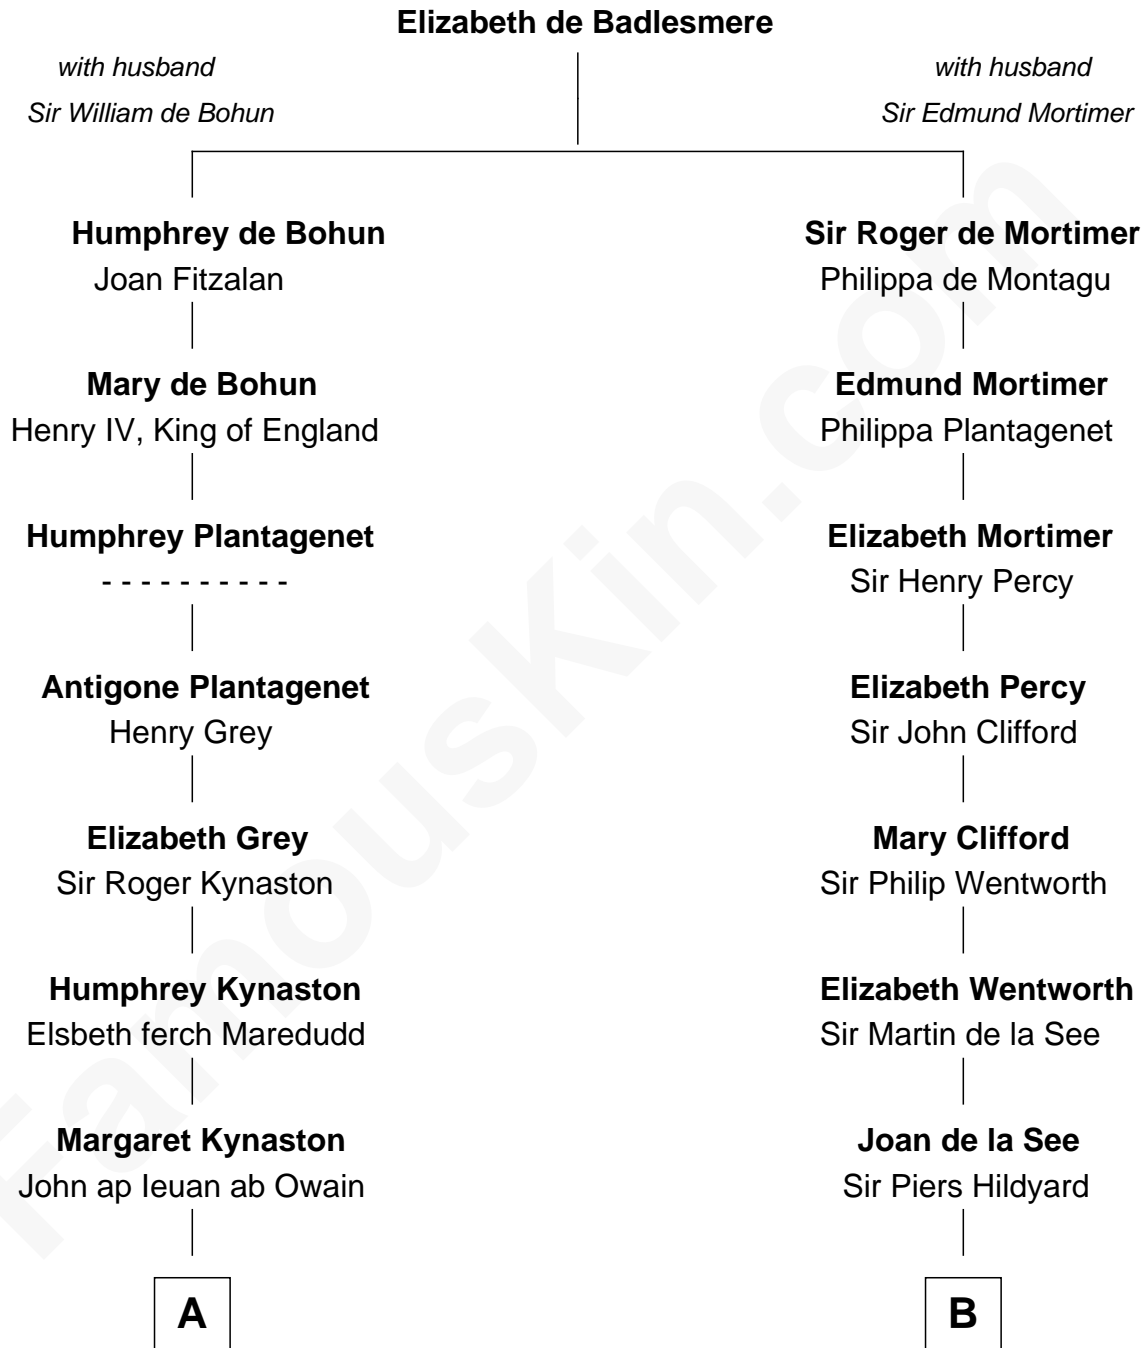 Elizabeth de Badlesmere
with husband
Sir William de Bohun
with husband
Sir Edmund Mortimer
Humphrey de Bohun
Joan Fitzalan
Sir Roger de Mortimer
Philippa de Montagu
Mary de Bohun
Henry IV, King of England
Edmund Mortimer
Philippa Plantagenet
Humphrey Plantagenet
- - - - - - - - - -
Elizabeth Mortimer
Sir Henry Percy
Antigone Plantagenet
Henry Grey
Elizabeth Percy
Sir John Clifford
Elizabeth Grey
Sir Roger Kynaston
Mary Clifford
Sir Philip Wentworth
Humphrey Kynaston
Elsbeth ferch Maredudd
Elizabeth Wentworth
Sir Martin de la See
Margaret Kynaston
John ap Ieuan ab Owain
Joan de la See
Sir Piers Hildyard
A
B
FamousKin.com